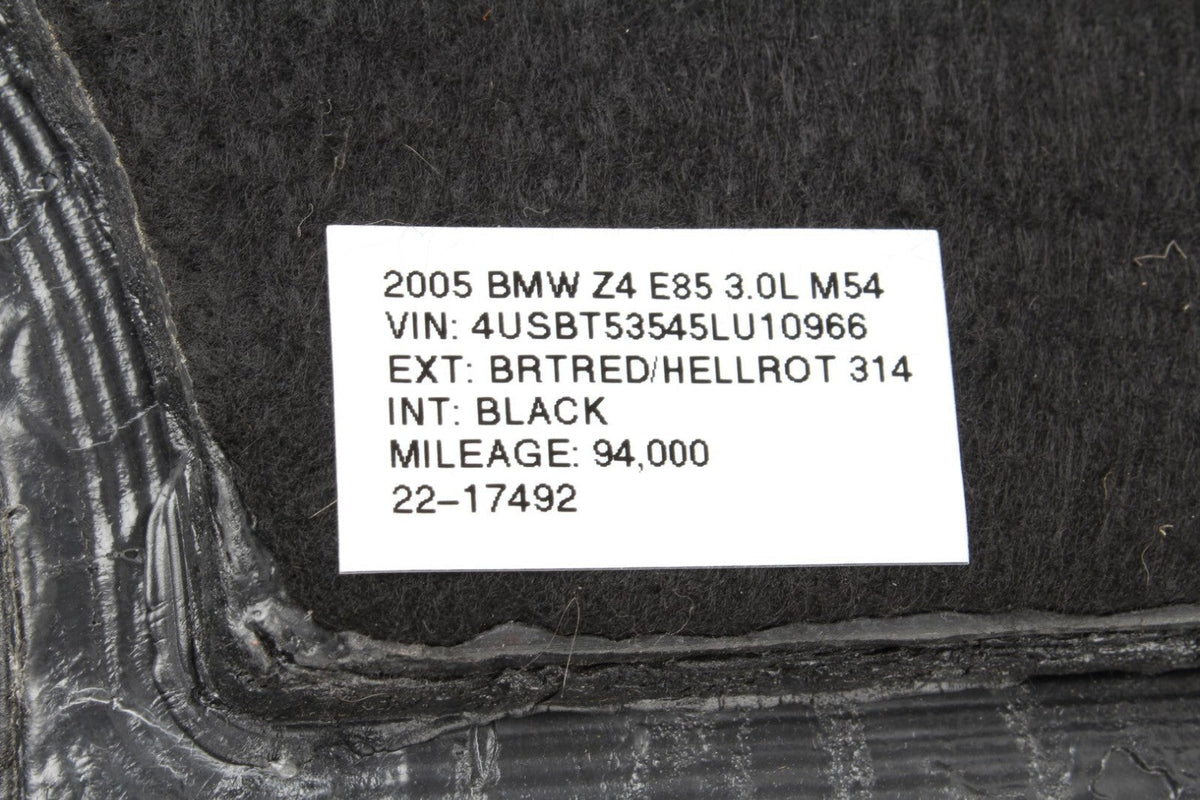 2005 BMW Z4 E85 3.0L M54
VIN: 4USBT53545LU10966
EXT: BRTRED/HELLROT 314
INT: BLACK
MILEAGE: 94,000
22-17492